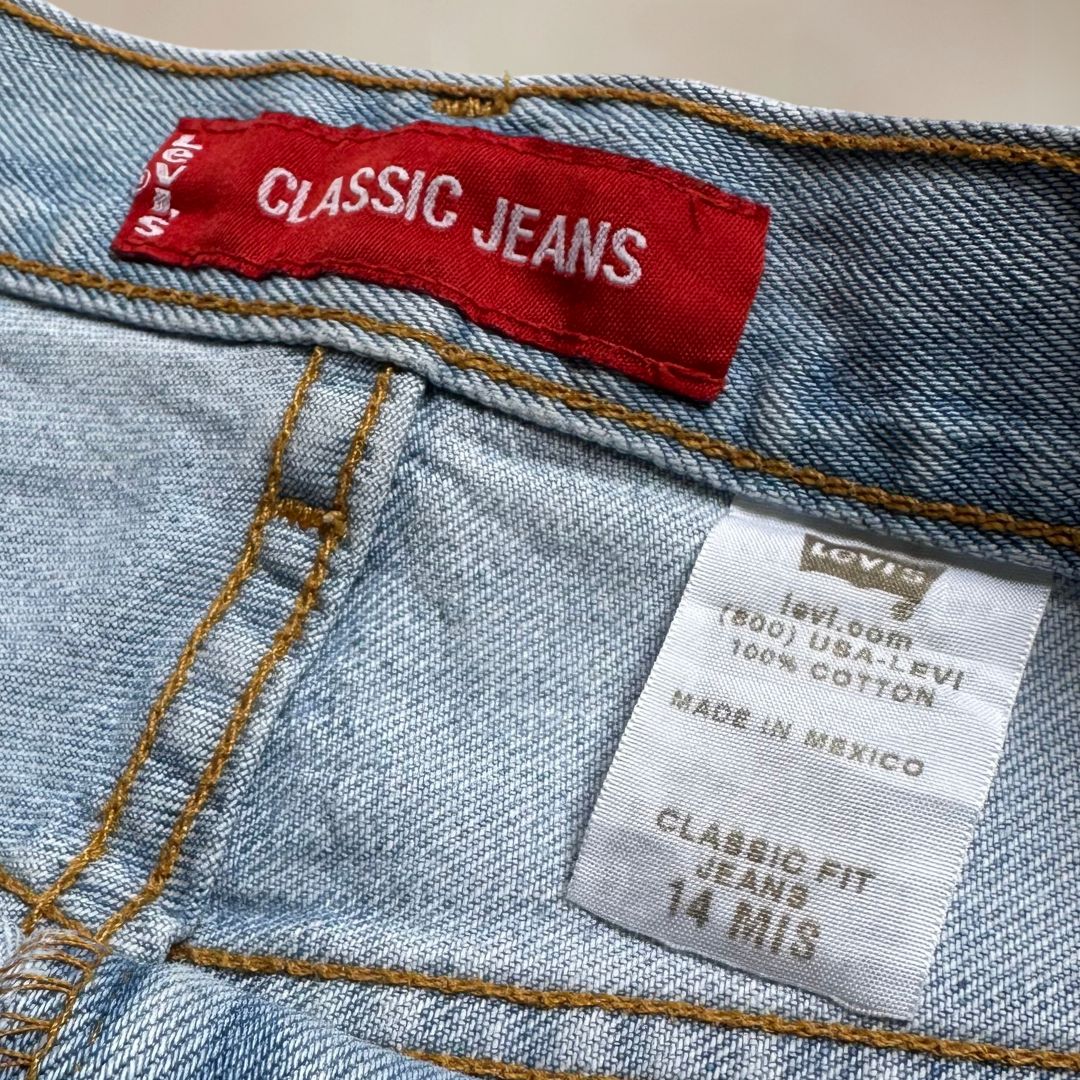 Levi's
CLASSIC JEANS
LEVI'S
levi.com
(800) USA-LEVI
100% COTTON
MADE IN MEXICO
CLASSIC FIT
JEANS
14 MIS